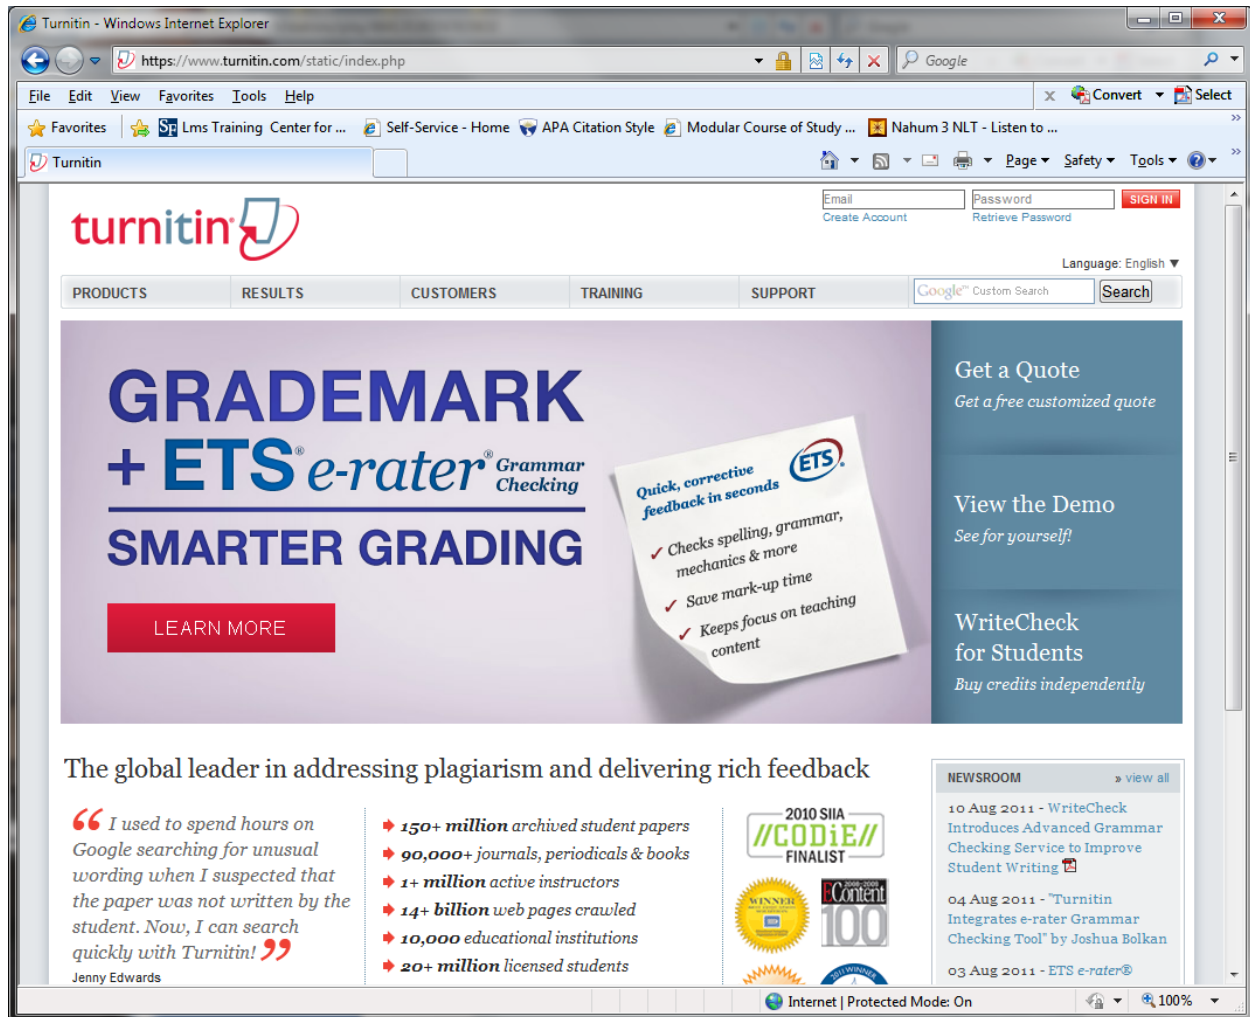 Turnitin - Windows Internet Explorer
https://www.turnitin.com/static/index.php
Google
File Edit View Favorites Tools Help
x Convert Select
Favorites Lms Training Center for ... Self-Service - Home APA Citation Style Modular Course of Study ... Nahum 3 NLT - Listen to ...
Turnitin
Page Safety Tools
turnitin
Email Password SIGN IN
Create Account Retrieve Password
Language: English
PRODUCTS RESULTS CUSTOMERS TRAINING SUPPORT Google™ Custom Search Search
GRADEMARK
+ ETS® e-rater® Grammar Checking
SMARTER GRADING
LEARN MORE
Quick, corrective
feedback in seconds
ETS®
✓ Checks spelling, grammar,
mechanics & more
✓ Save mark-up time
✓ Keeps focus on teaching
content
Get a Quote
Get a free customized quote
View the Demo
See for yourself!
WriteCheck
for Students
Buy credits independently
The global leader in addressing plagiarism and delivering rich feedback
“ I used to spend hours on
Google searching for unusual
wording when I suspected that
the paper was not written by the
student. Now, I can search
quickly with Turnitin! ”
Jenny Edwards
150+ million archived student papers
90,000+ journals, periodicals & books
1+ million active instructors
14+ billion web pages crawled
10,000 educational institutions
20+ million licensed students
2010 SIIA
//CODiE//
FINALIST
WINNER
EContent
100
2011 WINNER
NEWSROOM » view all
10 Aug 2011 - WriteCheck
Introduces Advanced Grammar
Checking Service to Improve
Student Writing
04 Aug 2011 - "Turnitin
Integrates e-rater Grammar
Checking Tool" by Joshua Bolkan
03 Aug 2011 - ETS e-rater®
Internet | Protected Mode: On
100%